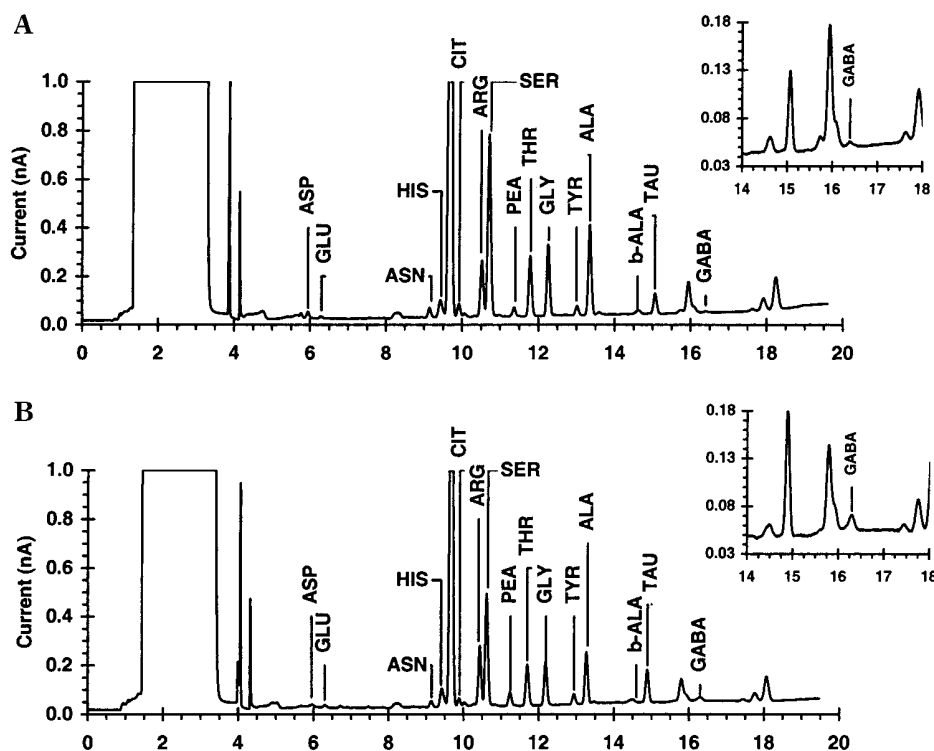 A
Current (nA)
1.0
0.8
0.6
0.4
0.2
0.0
0 2 4 6 8 10 12 14 16 18 20
ASP
GLU
ASN
HIS
CIT
ARG
SER
PEA
THR
GLY
TYR
ALA
b-ALA
TAU
GABA
0.18
0.13
0.08
0.03
14 15 16 17 18
GABA
B
Current (nA)
1.0
0.8
0.6
0.4
0.2
0.0
0 2 4 6 8 10 12 14 16 18 20
ASP
GLU
ASN
HIS
CIT
ARG
SER
PEA
THR
GLY
TYR
ALA
b-ALA
TAU
GABA
0.18
0.13
0.08
0.03
14 15 16 17 18
GABA